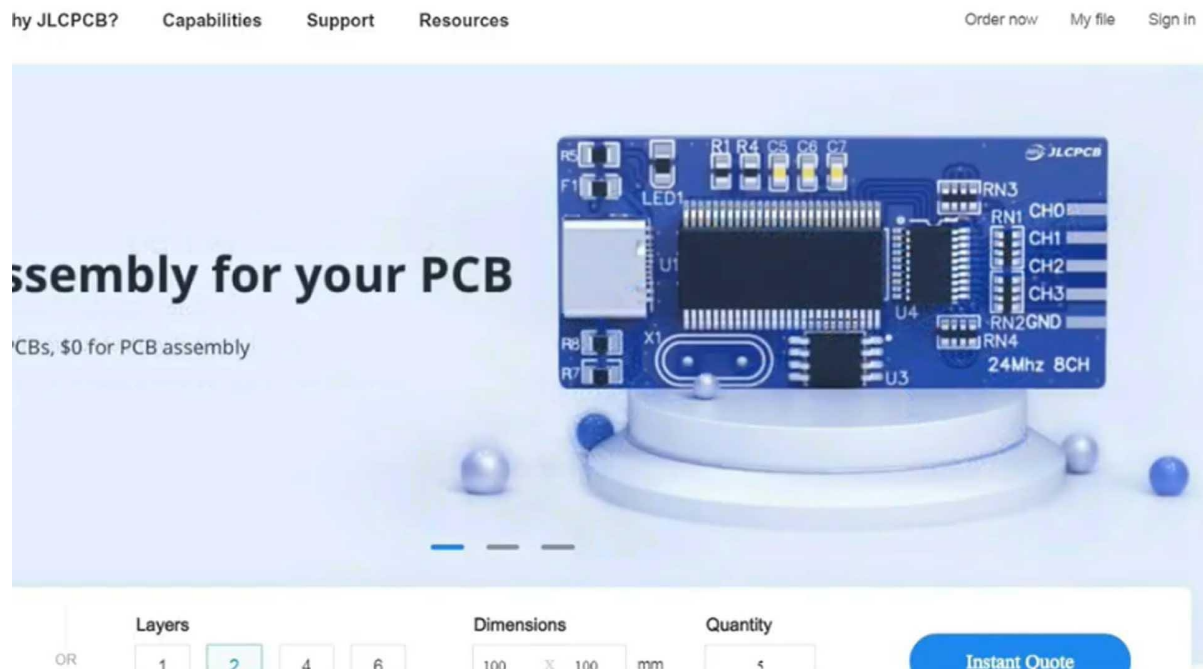 hy JLCPCB? Capabilities Support Resources Order now My file Sign in
ssembly for your PCB
PCBs, $0 for PCB assembly
R5
F1
LED1
R1 R4 C5 C6 C7
JLCPCB
RN3
RN1 CH0
CH1
CH2
CH3
RN2 GND
RN4
U1
U4
X1
U3
R8
R7
24Mhz 8CH
OR
Layers Dimensions Quantity
1 2 4 6 100 X 100 mm 5
Instant Quote